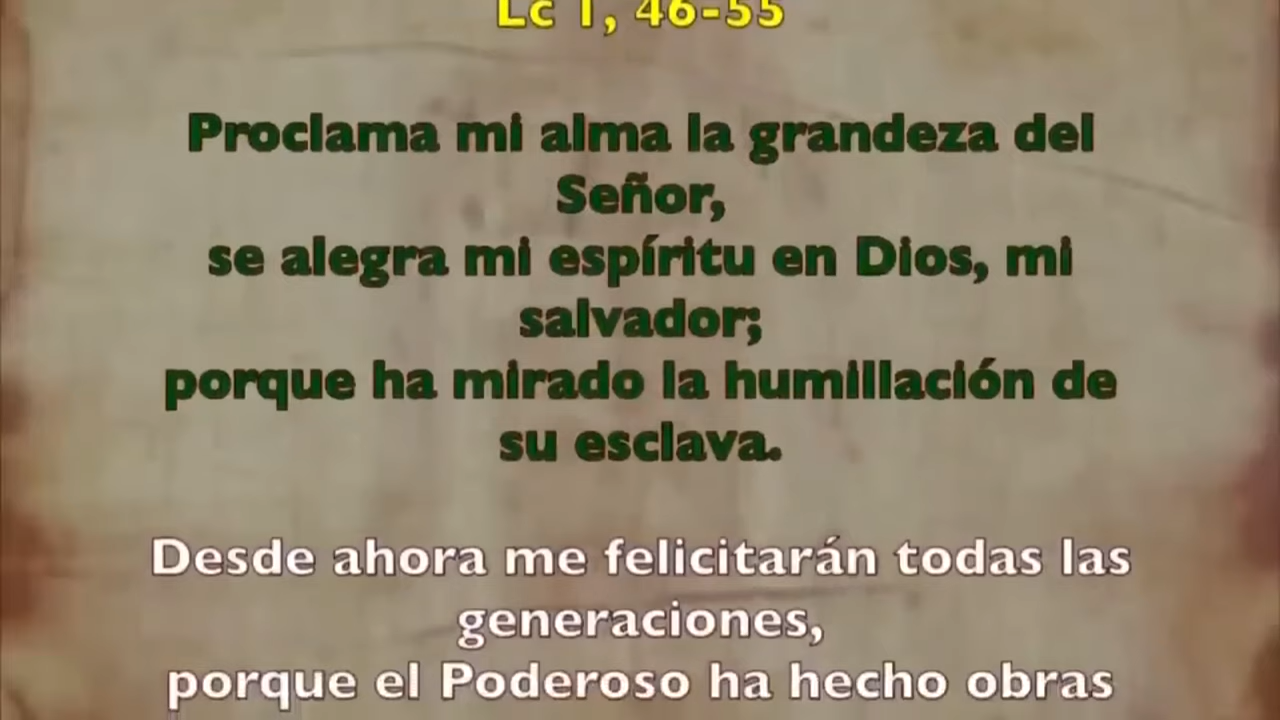 Lc 1, 46-55
Proclama mi alma la grandeza del
Señor,
se alegra mi espíritu en Dios, mi
salvador;
porque ha mirado la humillación de
su esclava.
Desde ahora me felicitarán todas las
generaciones,
porque el Poderoso ha hecho obras